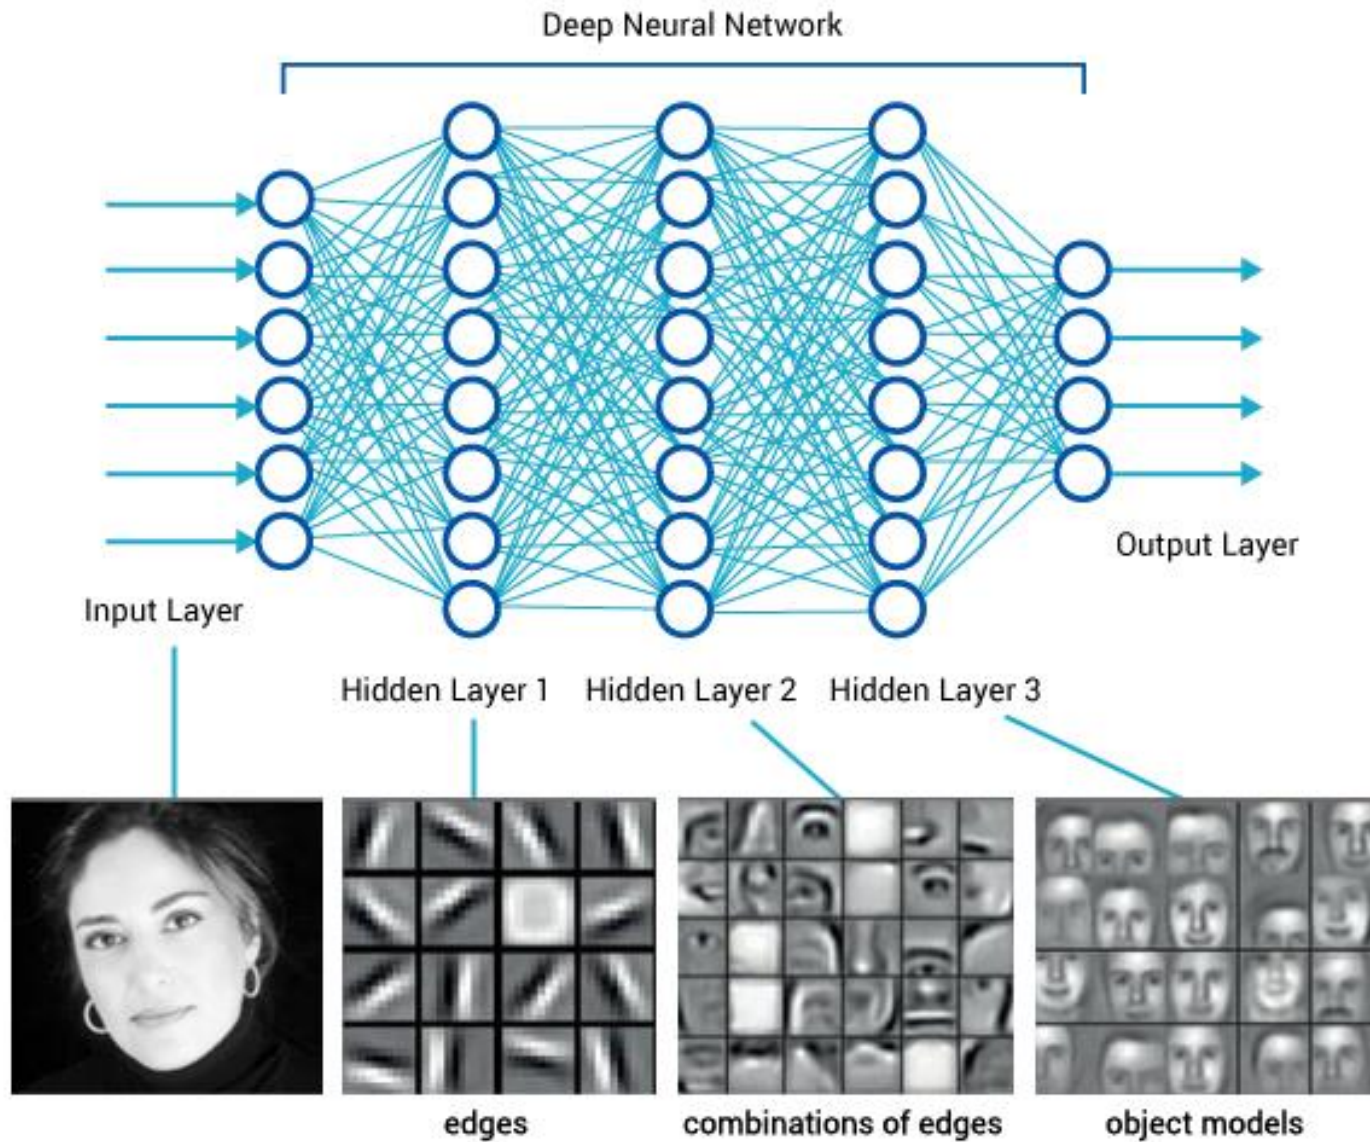 Deep Neural Network
Output Layer
Input Layer
Hidden Layer 1
Hidden Layer 2
Hidden Layer 3
edges
combinations of edges
object models